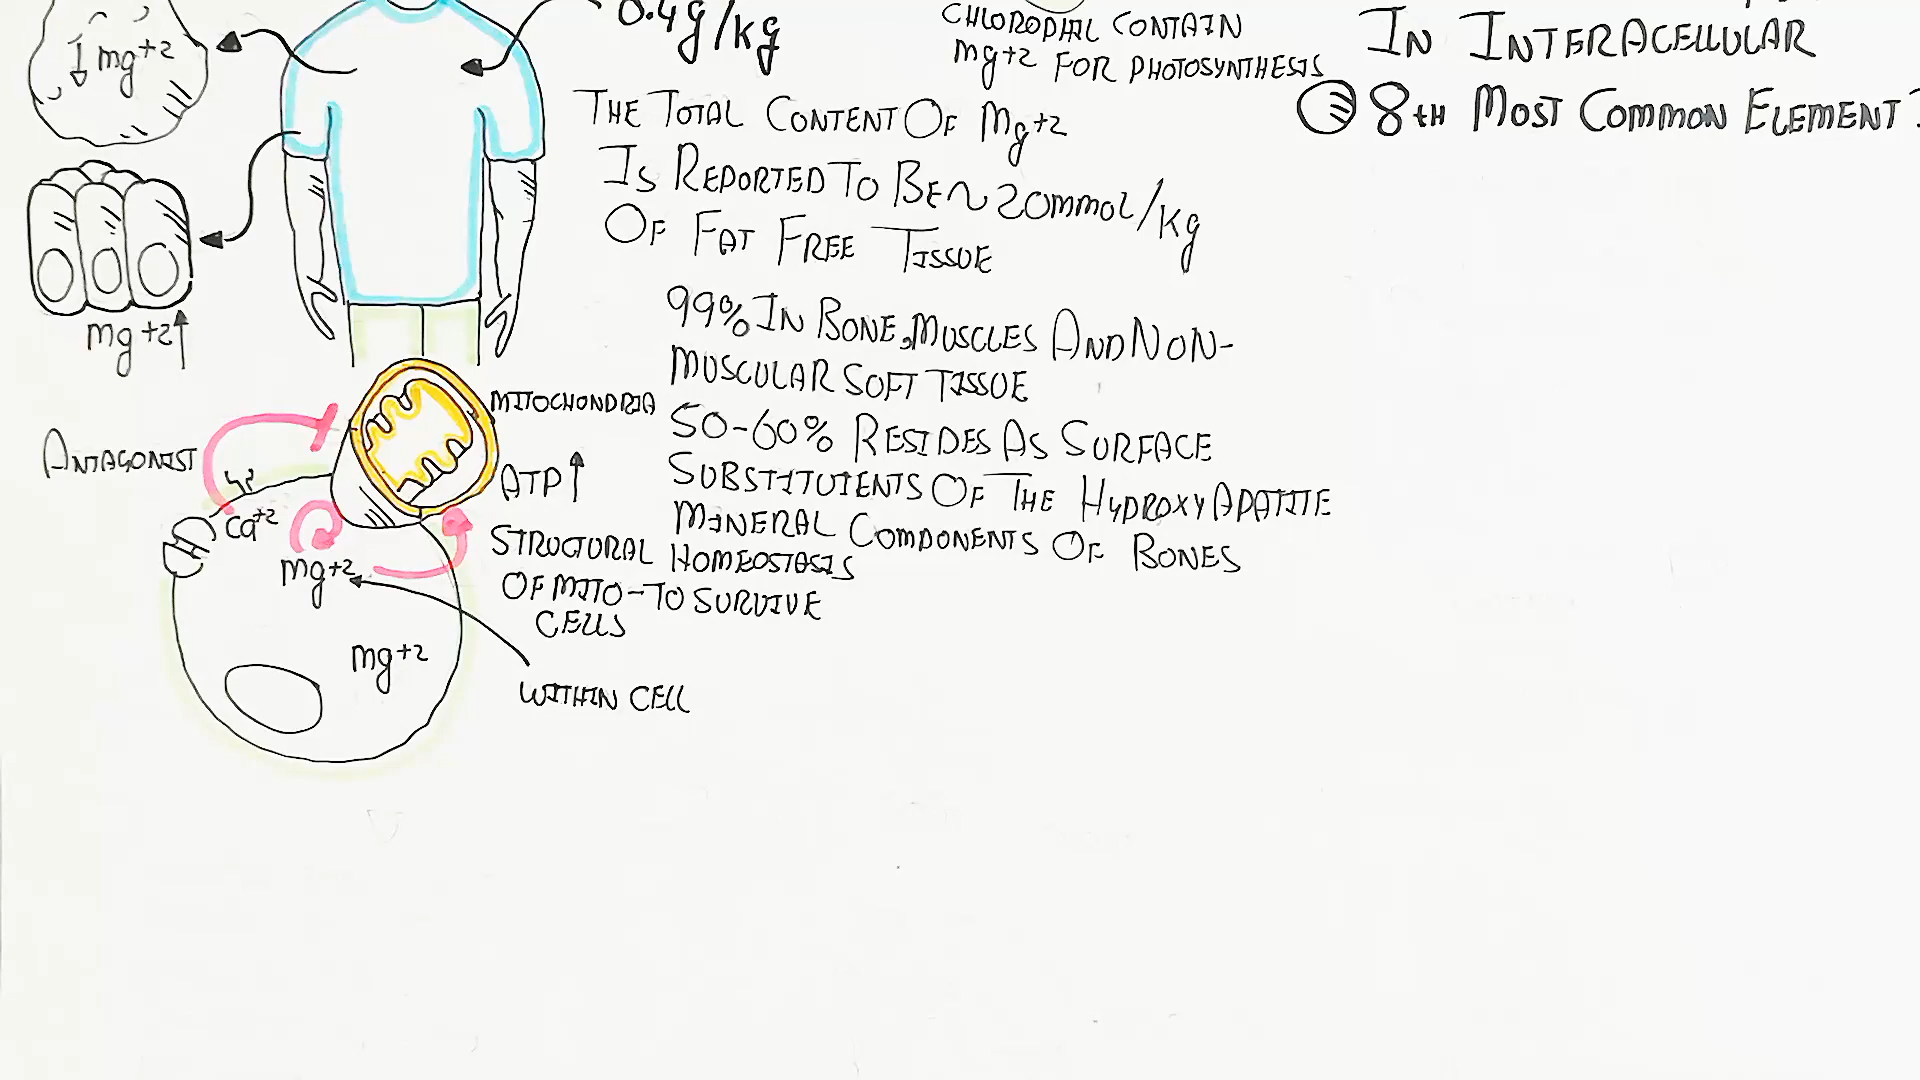 ↓ mg+2
0.4g/kg
CHLOROPHIL CONTAIN
mg+2 FOR PHOTOSYNTHESIS
IN INTERACELLULAR
8TH MOST COMMON ELEMENT
THE TOTAL CONTENT OF Mg+2
IS REPORTED TO BE ~ 20mmol/kg
OF FAT FREE TISSUE
mg+2↑
99% IN BONE, MUSCLES AND NON-
MUSCULAR SOFT TISSUE
50-60% RESIDES AS SURFACE
SUBSTITUIENTS OF THE HYDROXYAPATITE
MINERAL COMPONENTS OF BONES
MITOCHONDRIA
ANTAGONIST
ATP↑
Ca+2
mg+2
STRUCTURAL HOMEOSTASIS
OF MITO-TO SURVIVE
CELLS
mg+2
WITHIN CELL